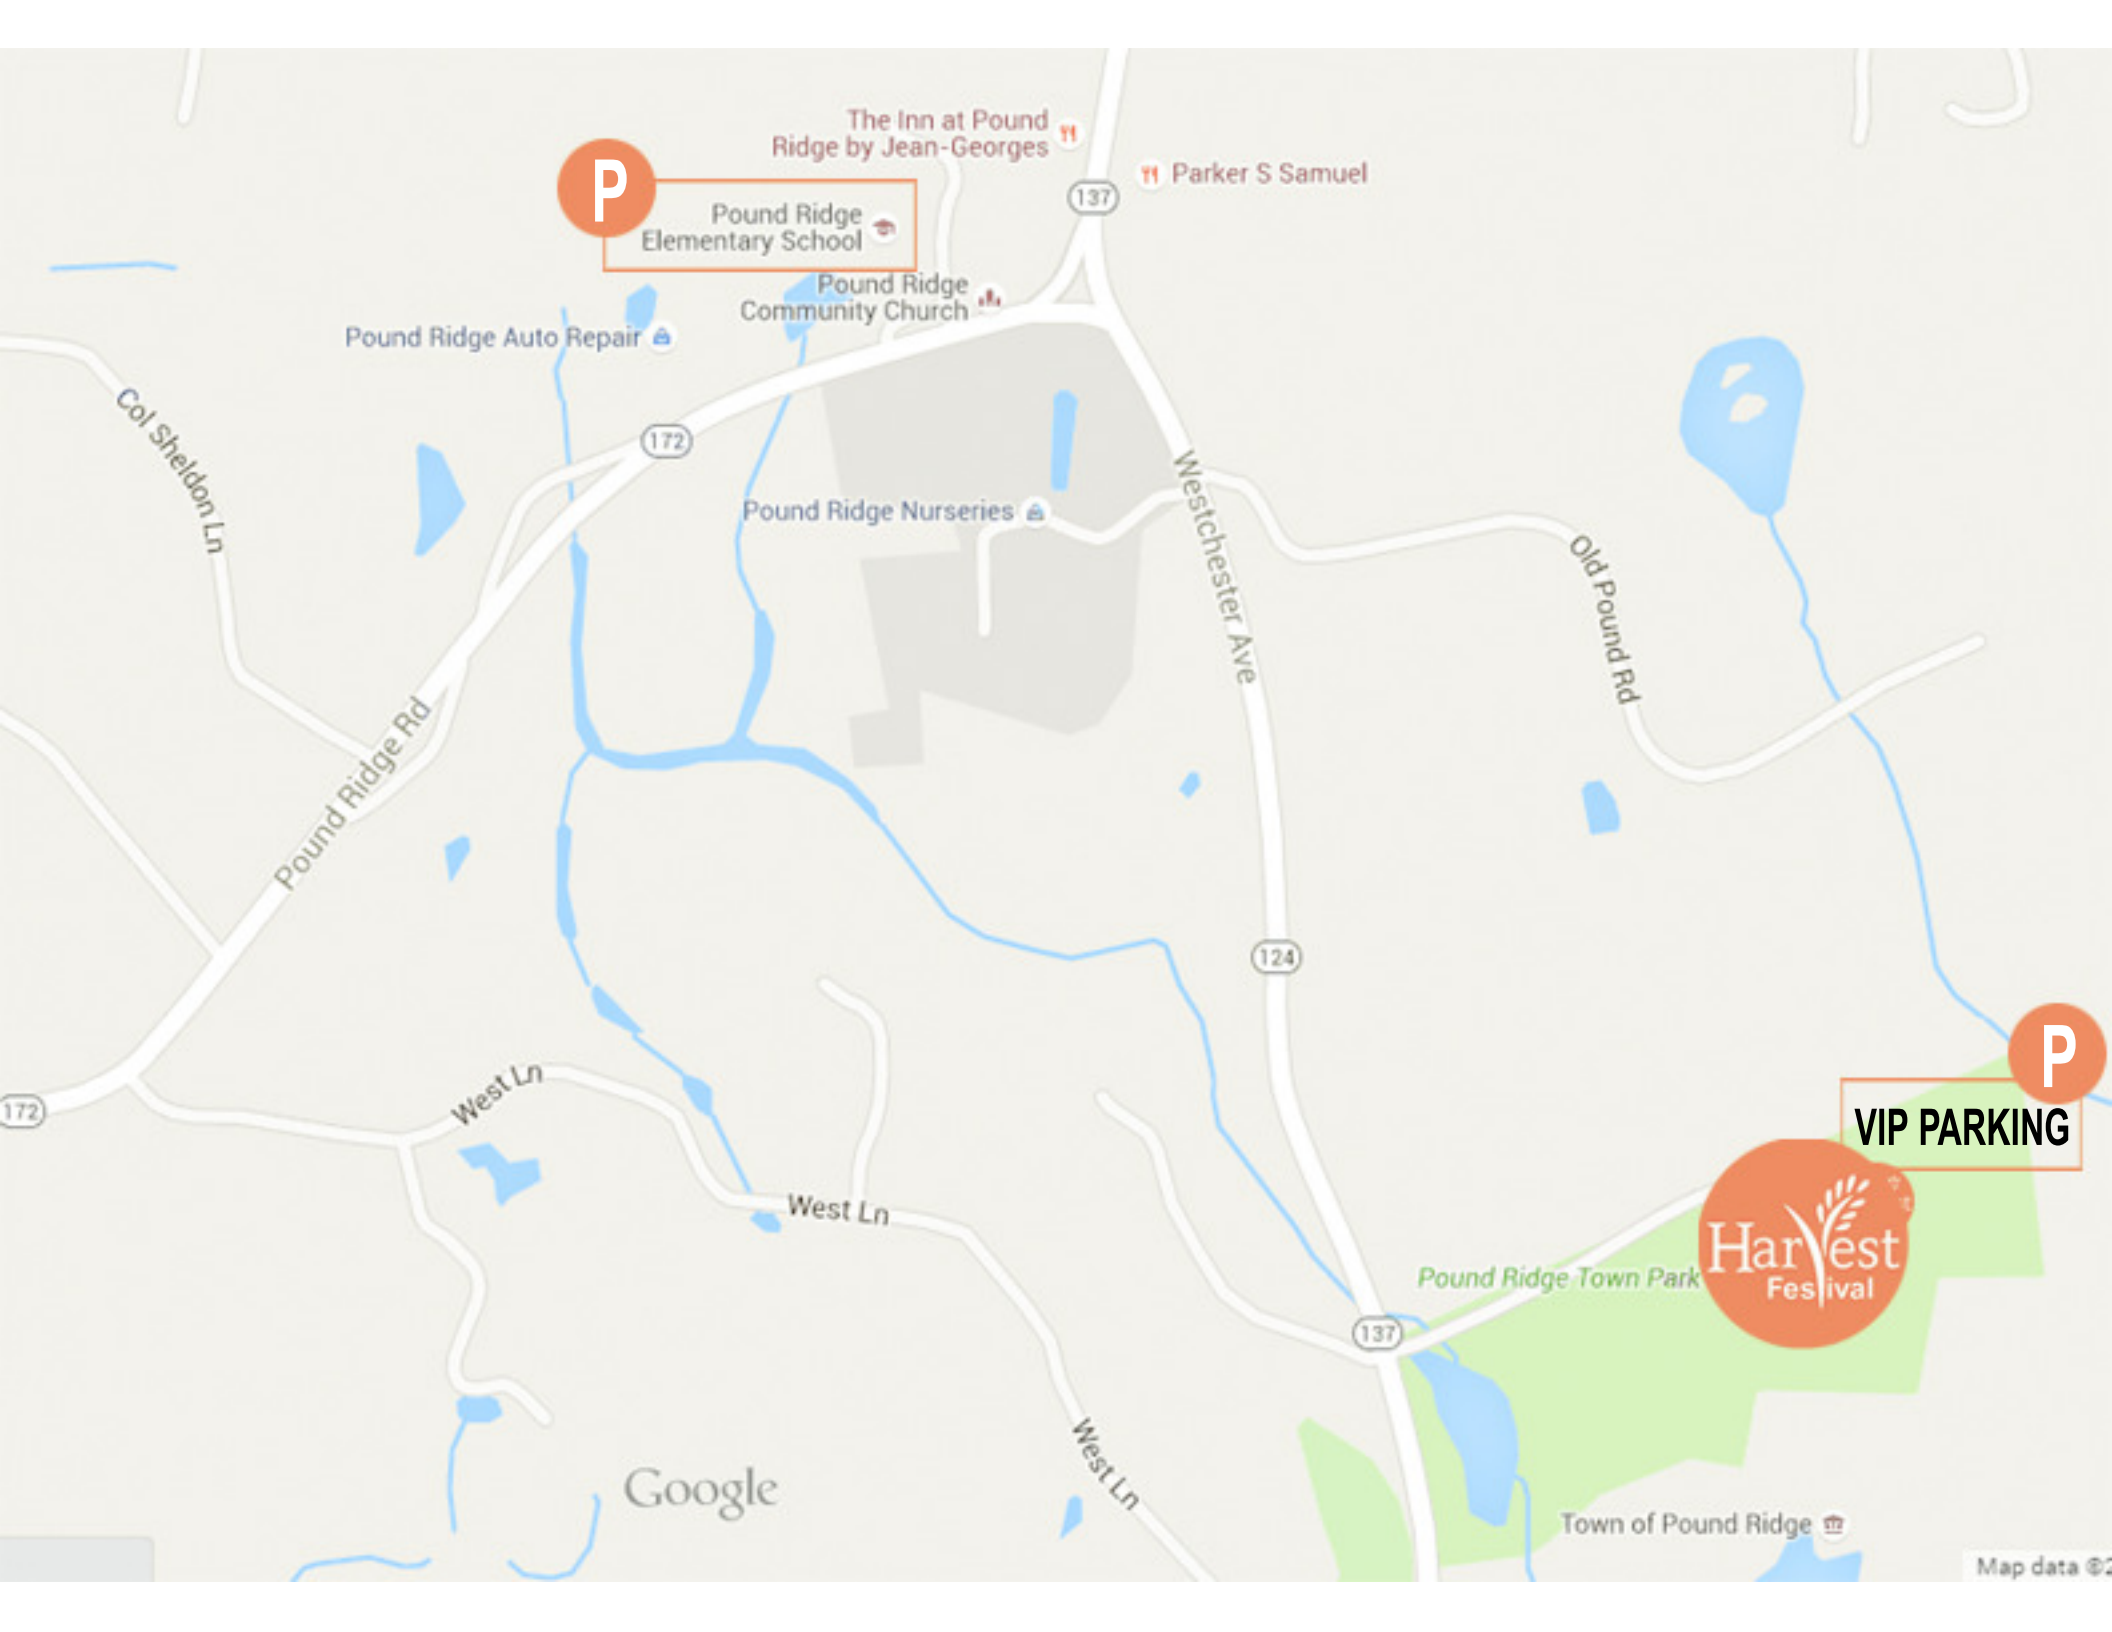 The Inn at Pound
Ridge by Jean-Georges
P
Parker S Samuel
137
Pound Ridge
Elementary School
Pound Ridge
Community Church
Pound Ridge Auto Repair
Col Sheldon Ln
172
Pound Ridge Nurseries
Westchester Ave
Old Pound Rd
Pound Ridge Rd
124
P
West Ln
172
VIP PARKING
West Ln
Harvest
Festival
Pound Ridge Town Park
137
West Ln
Google
Town of Pound Ridge
Map data ©2